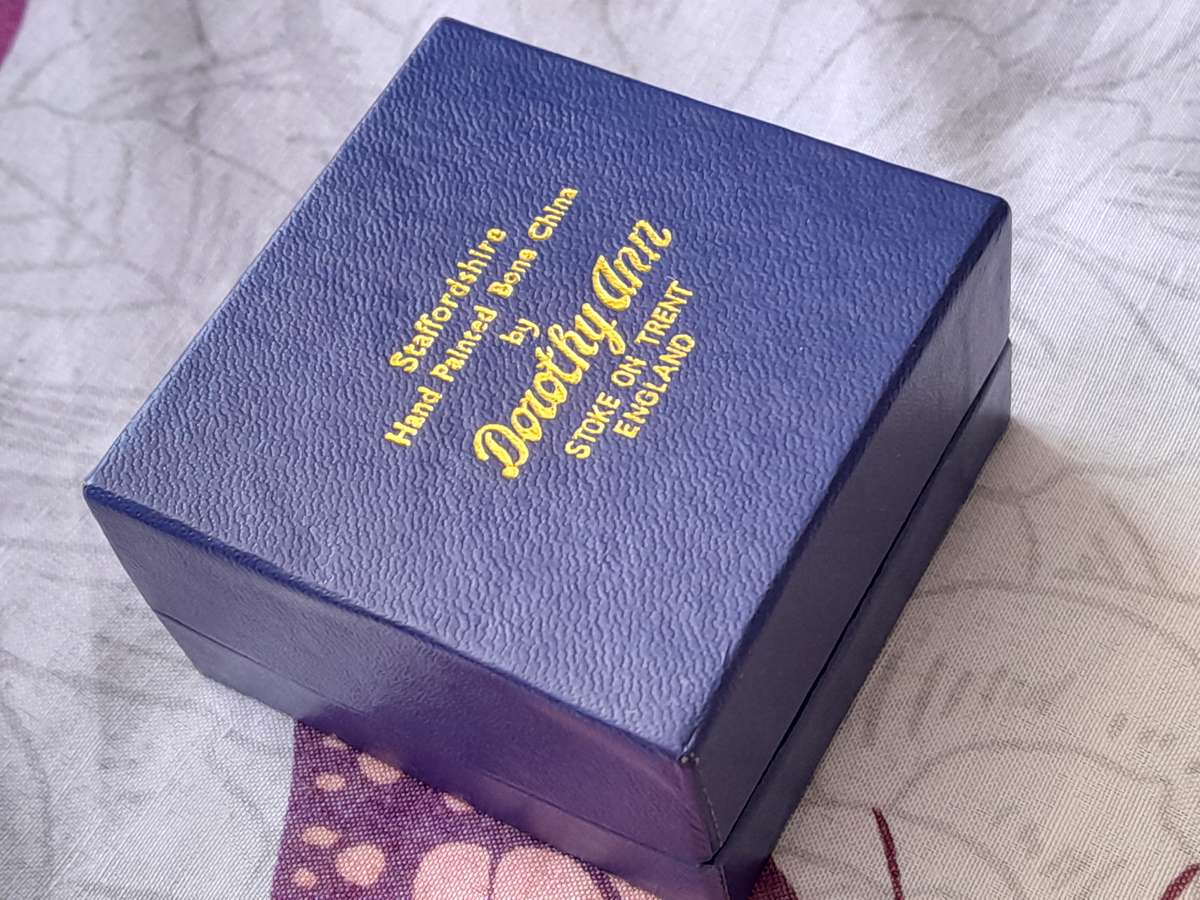 Staffordshire
Hand Painted Bone China
by
Dorothy Ann
STOKE ON TRENT
ENGLAND